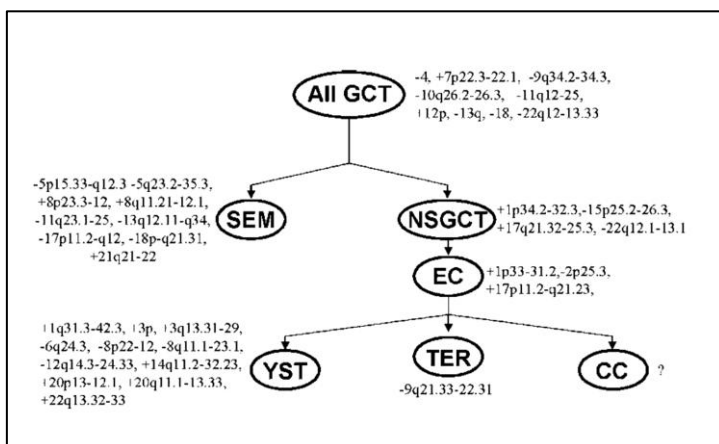 All GCT
-4, +7p22.3-22.1, -9q34.2-34.3,
-10q26.2-26.3, -11q12-25,
+12p, -13q, -18, -22q12-13.33
-5p15.33-q12.3 -5q23.2-35.3,
+8p23.3-12, +8q11.21-12.1,
-11q23.1-25, -13q12.11-q34,
-17p11.2-q12, -18p-q21.31,
+21q21-22
SEM
NSGCT
+1p34.2-32.3,-15p25.2-26.3,
+17q21.32-25.3, -22q12.1-13.1
EC
+1p33-31.2,-2p25.3,
+17p11.2-q21.23,
+1q31.3-42.3, +3p, +3q13.31-29,
-6q24.3, -8p22-12, -8q11.1-23.1,
-12q14.3-24.33, +14q11.2-32.23,
+20p13-12.1, +20q11.1-13.33,
+22q13.32-33
YST
TER
-9q21.33-22.31
CC
?